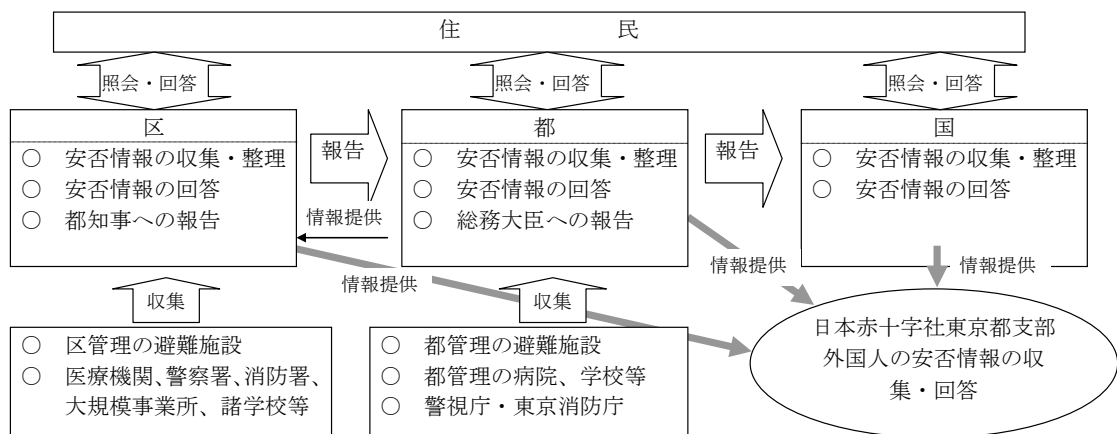 住　　　　民
照会・回答
照会・回答
照会・回答
区
○　安否情報の収集・整理
○　安否情報の回答
○　都知事への報告
報告
都
○　安否情報の収集・整理
○　安否情報の回答
○　総務大臣への報告
報告
国
○　安否情報の収集・整理
○　安否情報の回答
情報提供
情報提供
情報提供
情報提供
収集
収集
○　区管理の避難施設
○　医療機関、警察署、消防署、
大規模事業所、諸学校等
○　都管理の避難施設
○　都管理の病院、学校等
○　警視庁・東京消防庁
日本赤十字社東京都支部
外国人の安否情報の収
集・回答